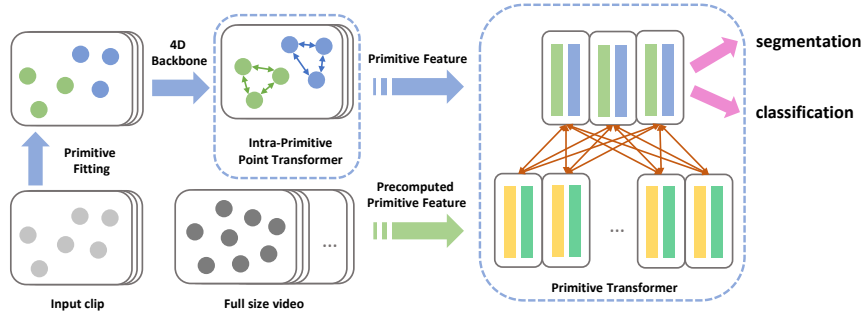 4D
Backbone
Primitive Feature
segmentation
classification
Intra-Primitive
Point Transformer
Primitive
Fitting
Precomputed
Primitive Feature
...
...
Input clip
Full size video
Primitive Transformer